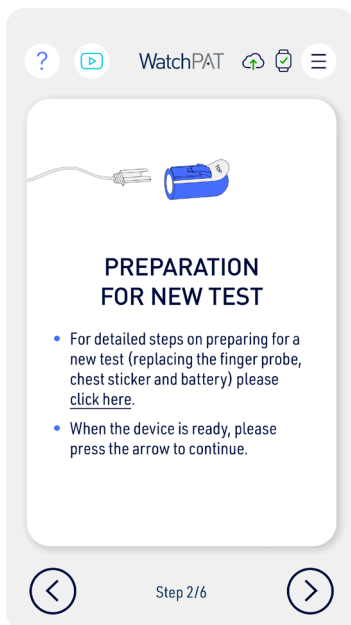 ?
WatchPAT
TOP
PREPARATION
FOR NEW TEST
• For detailed steps on preparing for a
new test (replacing the finger probe,
chest sticker and battery) please
click here.
• When the device is ready, please
press the arrow to continue.
Step 2/6